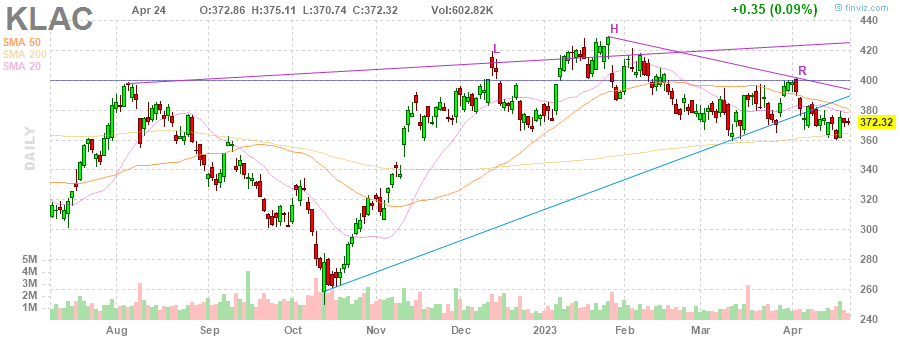 KLAC Apr 24 O:372.86 H:375.11 L:370.74 C:372.32 Vol:602.82K +0.35 (0.09%) © finviz.com
SMA 50
SMA 200
SMA 20
DAILY
L
H
R
440
420
400
380
372.32
360
340
320
300
280
260
240
5M
4M
3M
2M
1M
Aug Sep Oct Nov Dec 2023 Feb Mar Apr